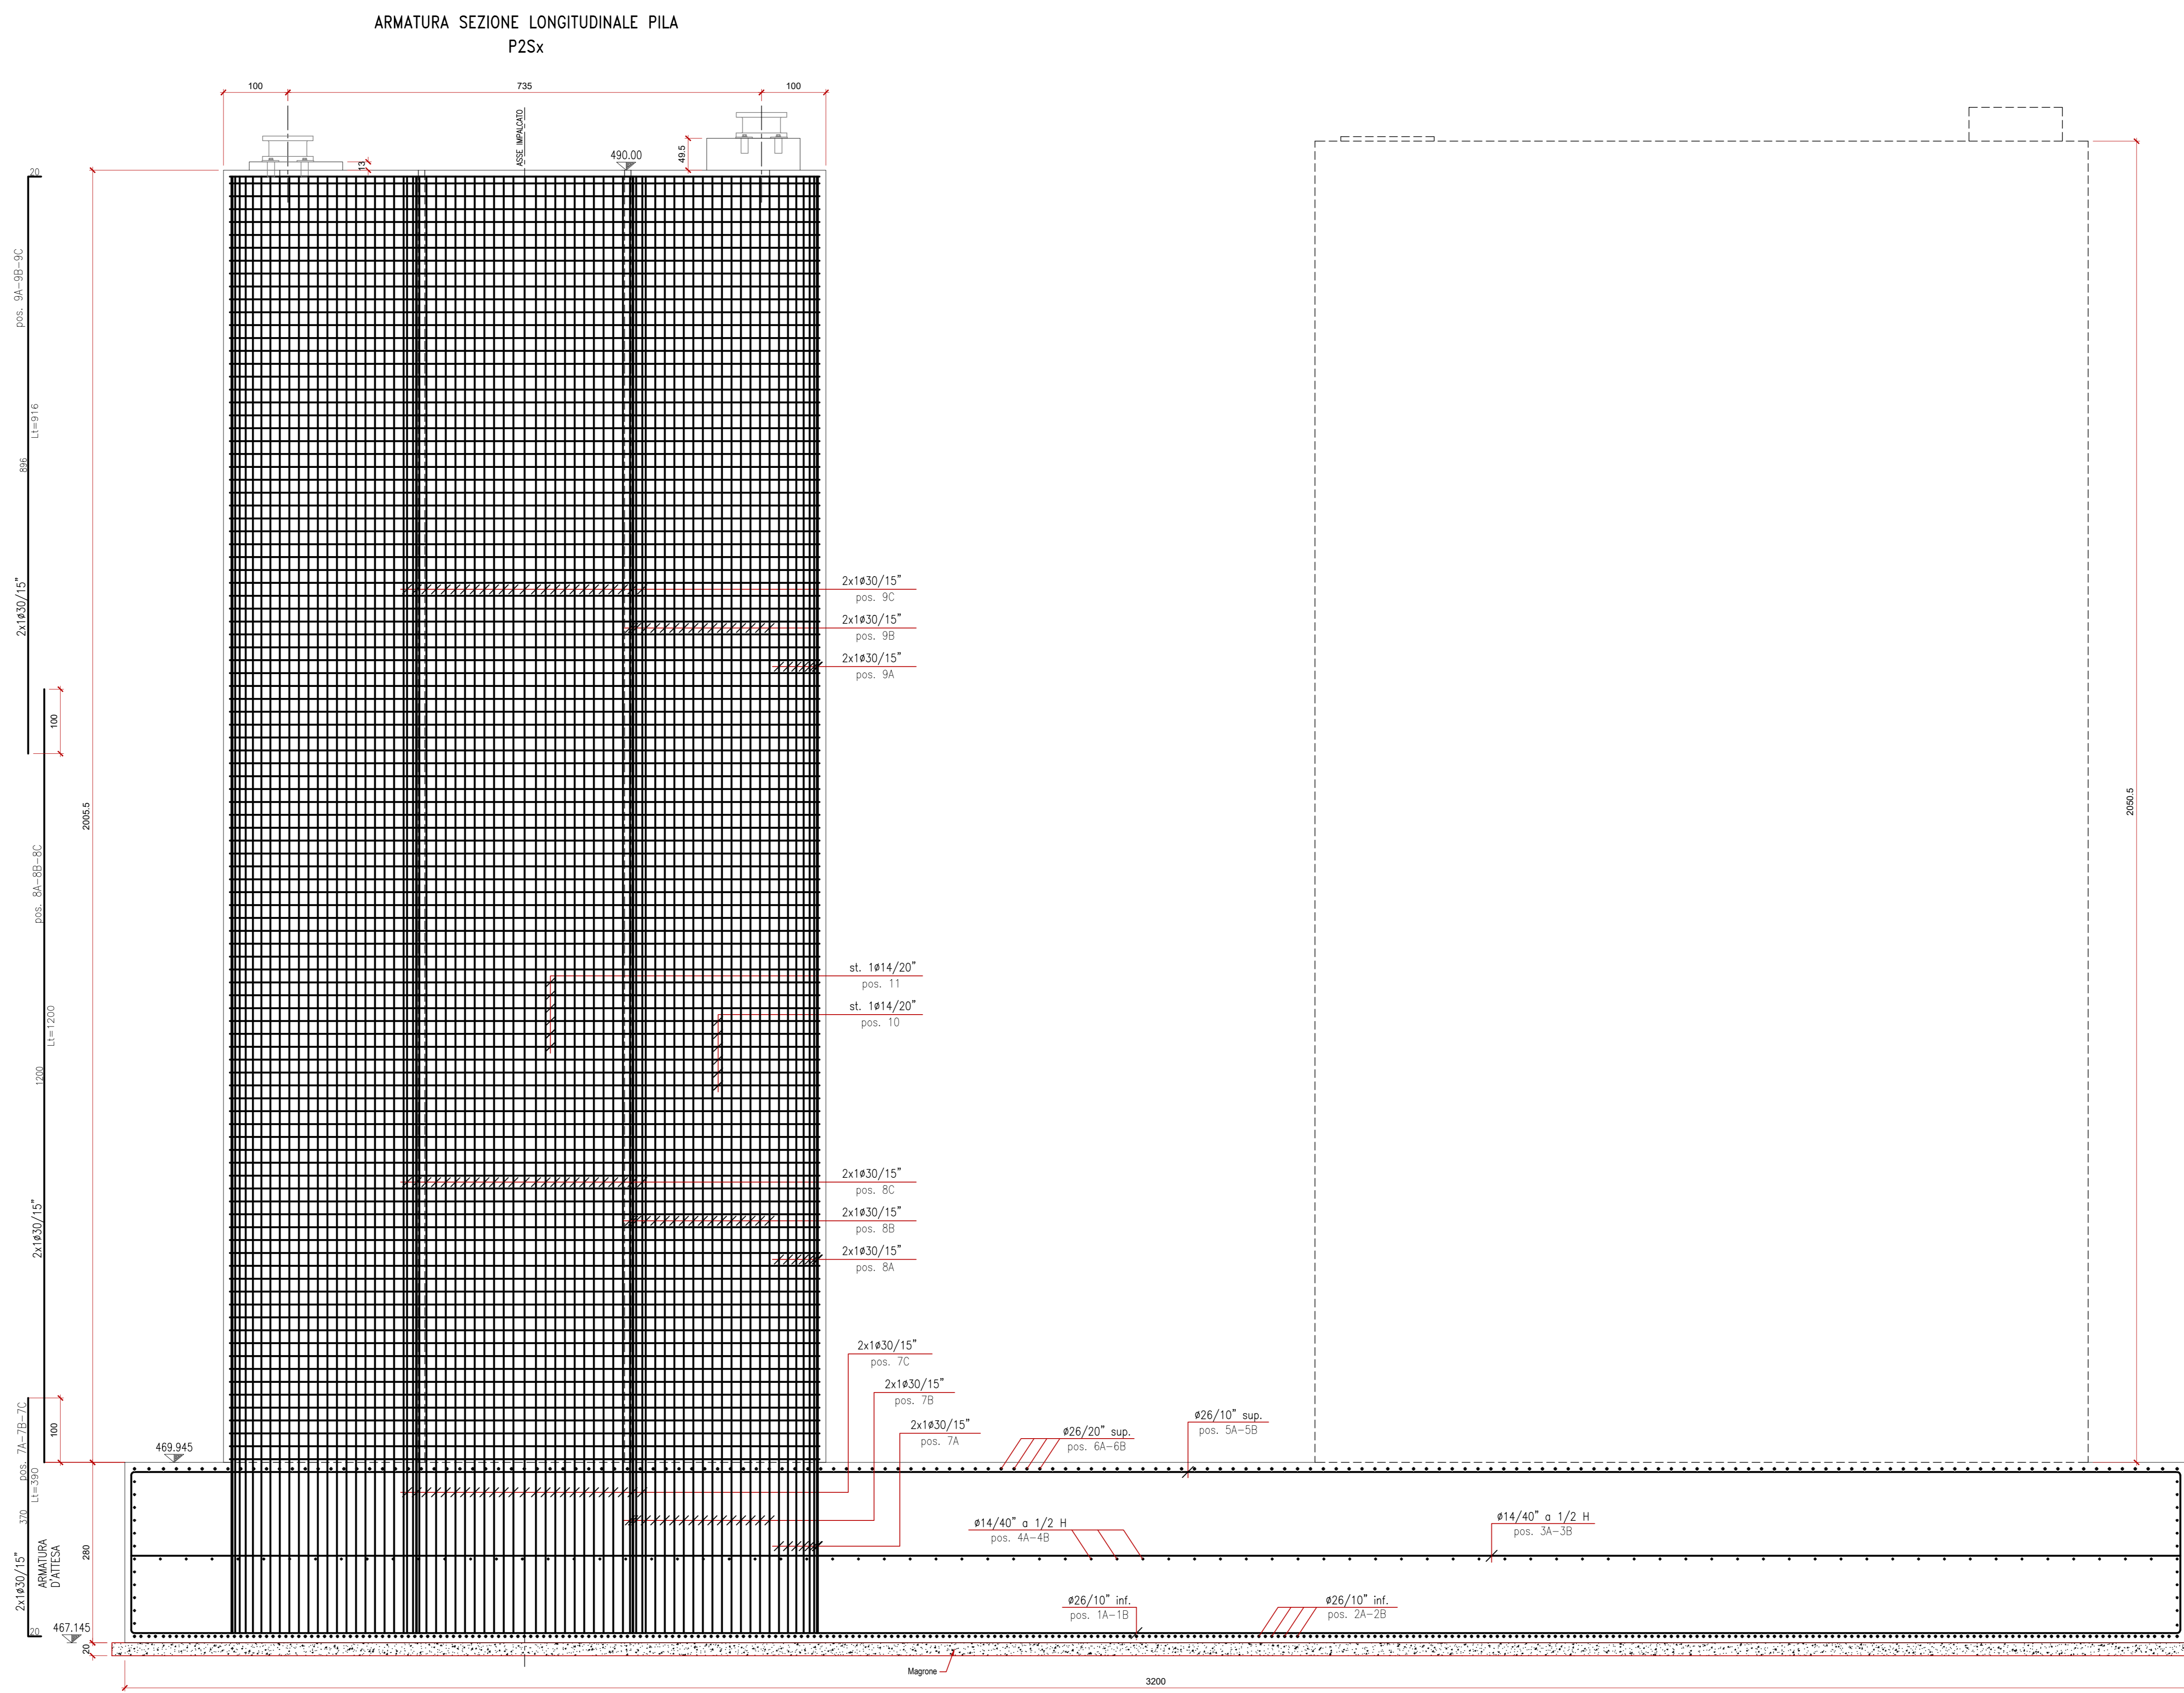 ARMATURA SEZIONE LONGITUDINALE PILA
P2Sx
100
735
100
ASSE IMPALCATO
13
490.00
49.5
20
pos. 9A-9B-9C
Lt=916
896
2x1ø30/15"
100
2005.5
2050.5
pos. 8A-8B-8C
Lt=1200
1200
2x1ø30/15"
2x1ø30/15"
pos. 9C
2x1ø30/15"
pos. 9B
2x1ø30/15"
pos. 9A
st. 1ø14/20"
pos. 11
st. 1ø14/20"
pos. 10
2x1ø30/15"
pos. 8C
2x1ø30/15"
pos. 8B
2x1ø30/15"
pos. 8A
2x1ø30/15"
pos. 7C
2x1ø30/15"
pos. 7B
2x1ø30/15"
pos. 7A
ø26/20" sup.
pos. 6A-6B
ø26/10" sup.
pos. 5A-5B
pos. 7A-7B-7C
100
469.945
Lt=390
370
2x1ø30/15"
ARMATURA
D'ATTESA
280
ø14/40" a 1/2 H
pos. 4A-4B
ø14/40" a 1/2 H
pos. 3A-3B
ø26/10" inf.
pos. 1A-1B
ø26/10" inf.
pos. 2A-2B
20
467.145
20
Magrone
3200